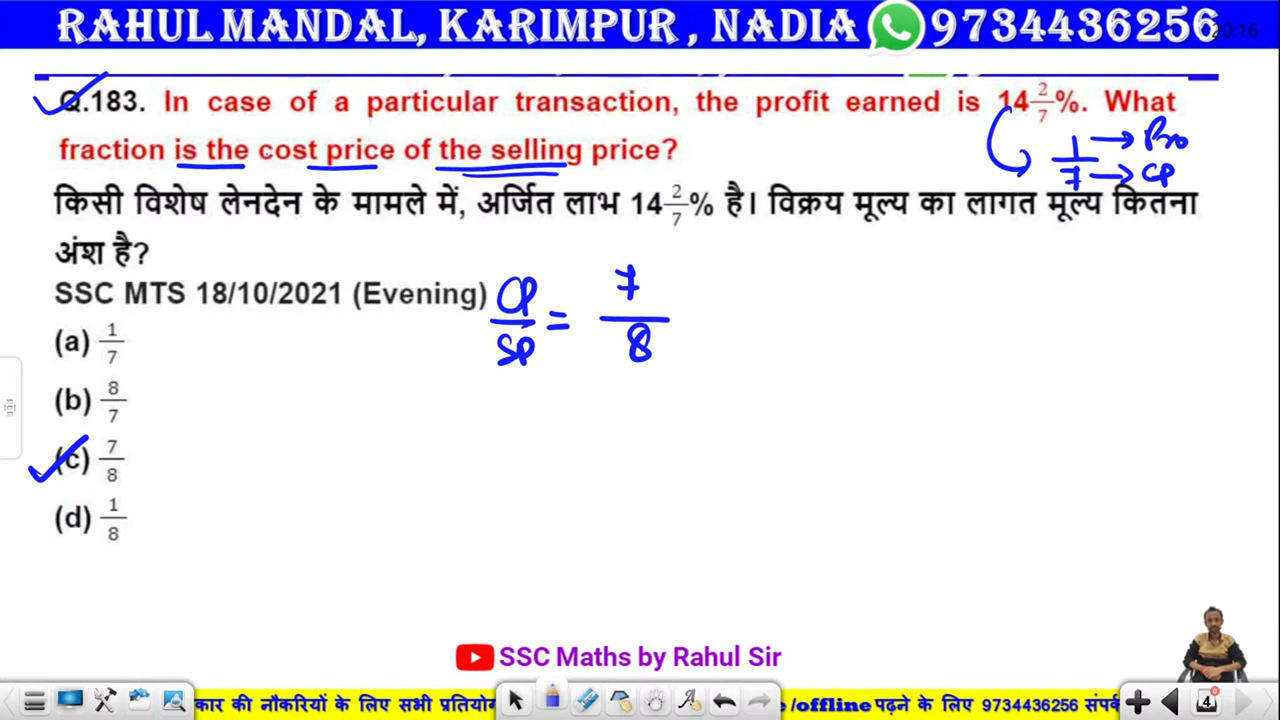 RAHUL MANDAL, KARIMPUR , NADIA 9734436256
20:16
Q.183. In case of a particular transaction, the profit earned is 14 2/7 %. What
fraction is the cost price of the selling price?
1 → Pro
7 → CP
किसी विशेष लेनदेन के मामले में, अर्जित लाभ 14 2/7 % है। विक्रय मूल्य का लागत मूल्य कितना
अंश है?
SSC MTS 18/10/2021 (Evening)
CP/SP = 7/8
(a) 1/7
(b) 8/7
(c) 7/8
(d) 1/8
SSC Maths by Rahul Sir
कार की नौकरियों के लिए सभी प्रतियो
/offline पढ़ने के लिए 9734436256 संपर्क
4